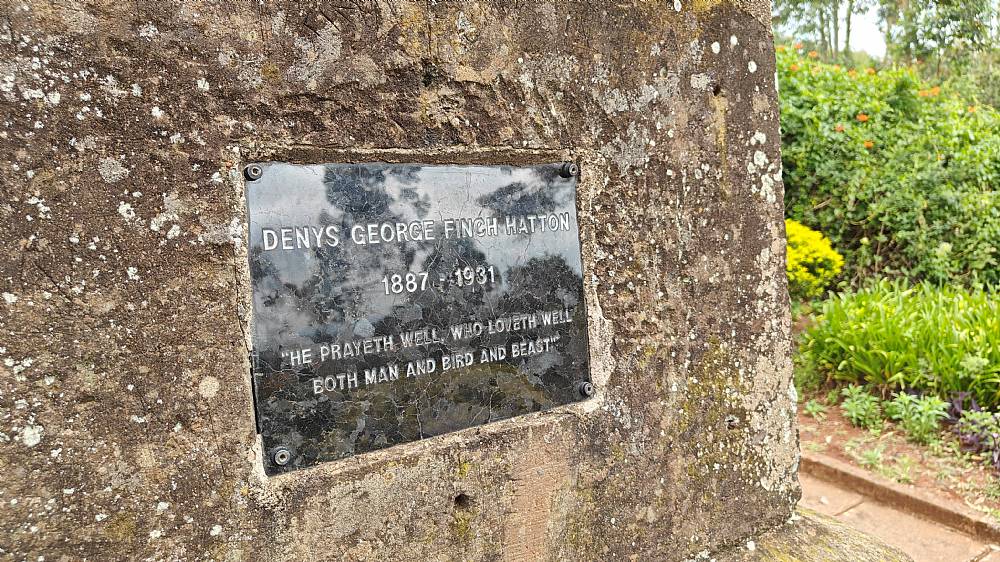 DENYS GEORGE FINCH HATTON
1887 - 1931
"HE PRAYETH WELL, WHO LOVETH WELL
BOTH MAN AND BIRD AND BEAST"